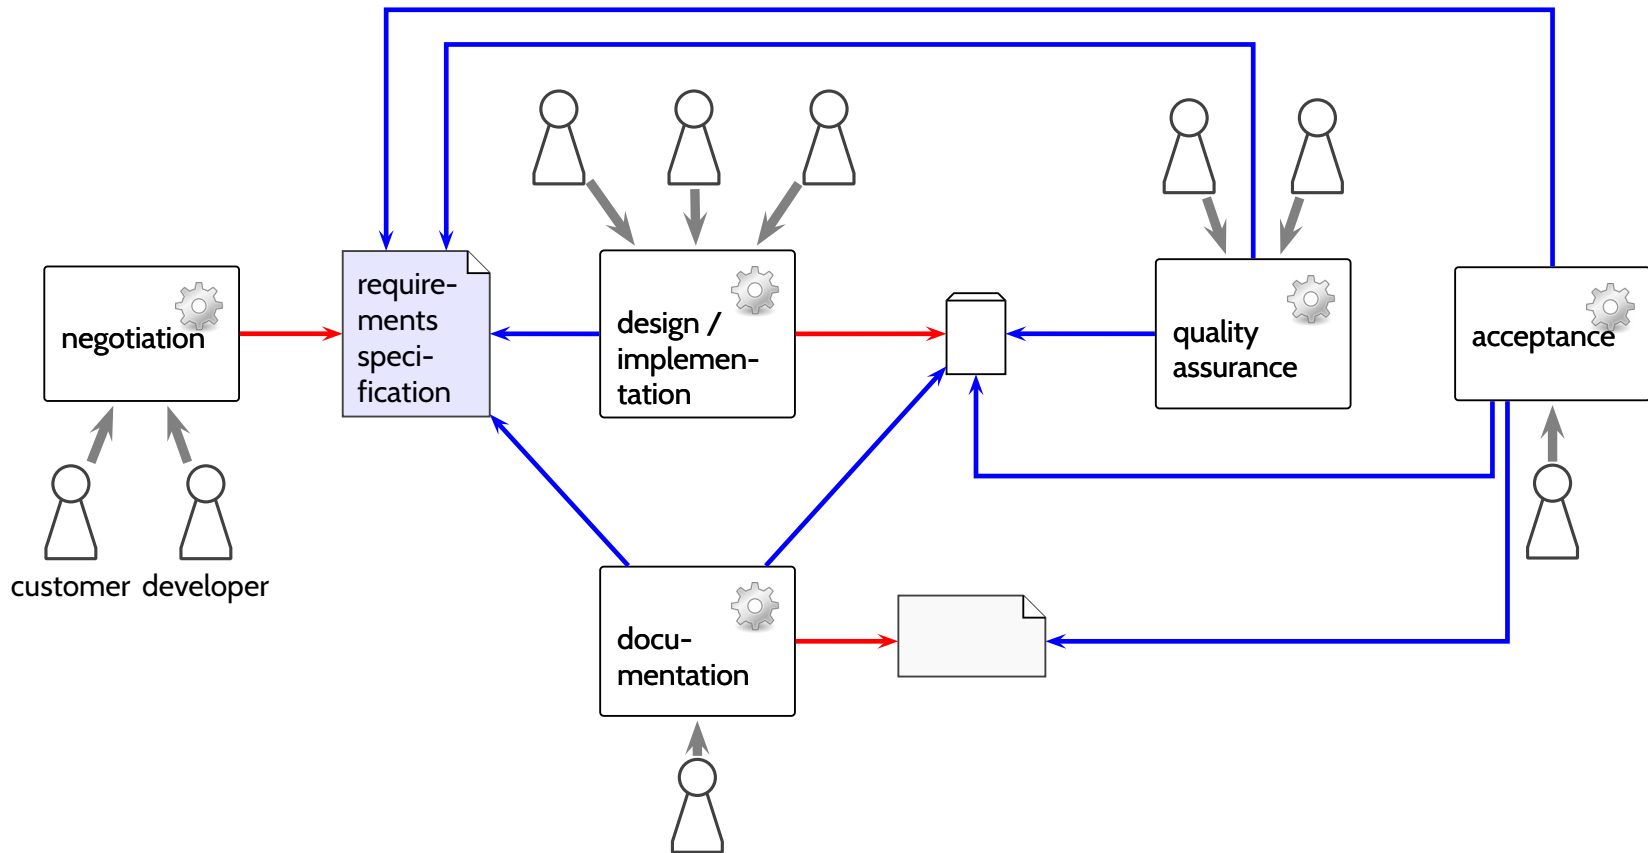 negotiation
customer
developer
require-
ments
speci-
fication
design /
implemen-
tation
quality
assurance
acceptance
docu-
mentation